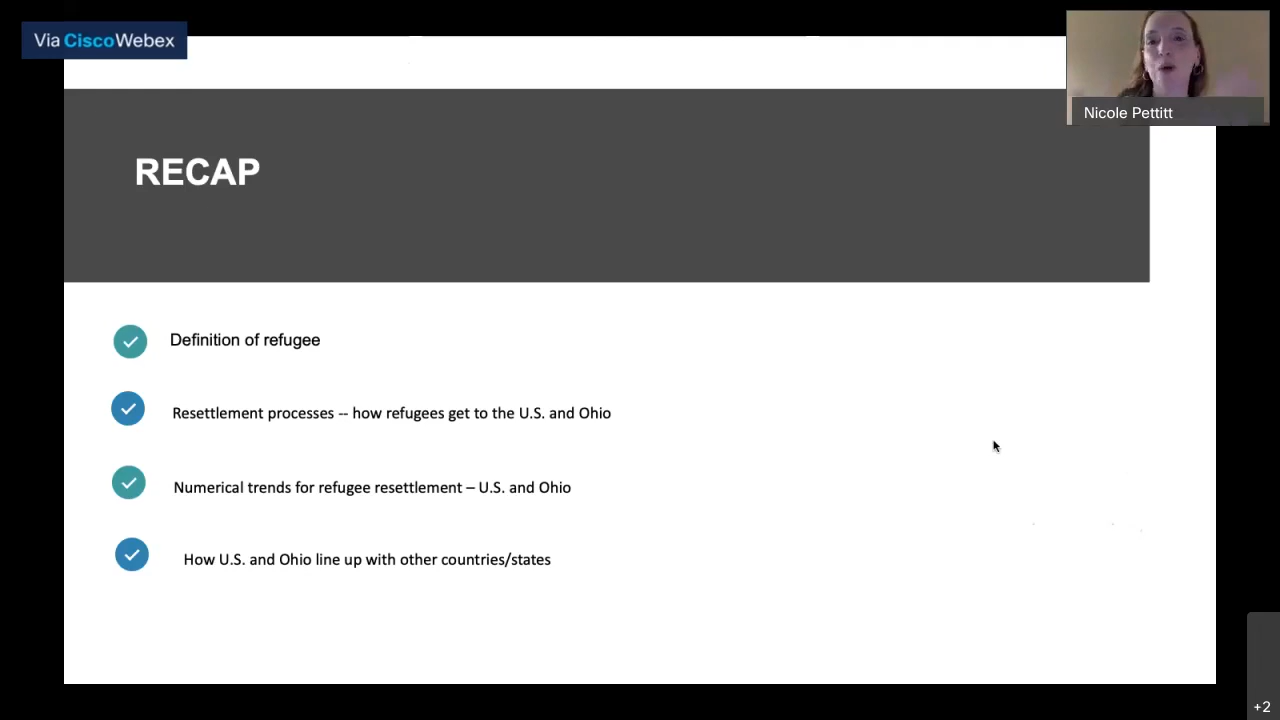 Via CiscoWebex
Nicole Pettitt
RECAP
Definition of refugee
Resettlement processes -- how refugees get to the U.S. and Ohio
Numerical trends for refugee resettlement – U.S. and Ohio
How U.S. and Ohio line up with other countries/states
+2